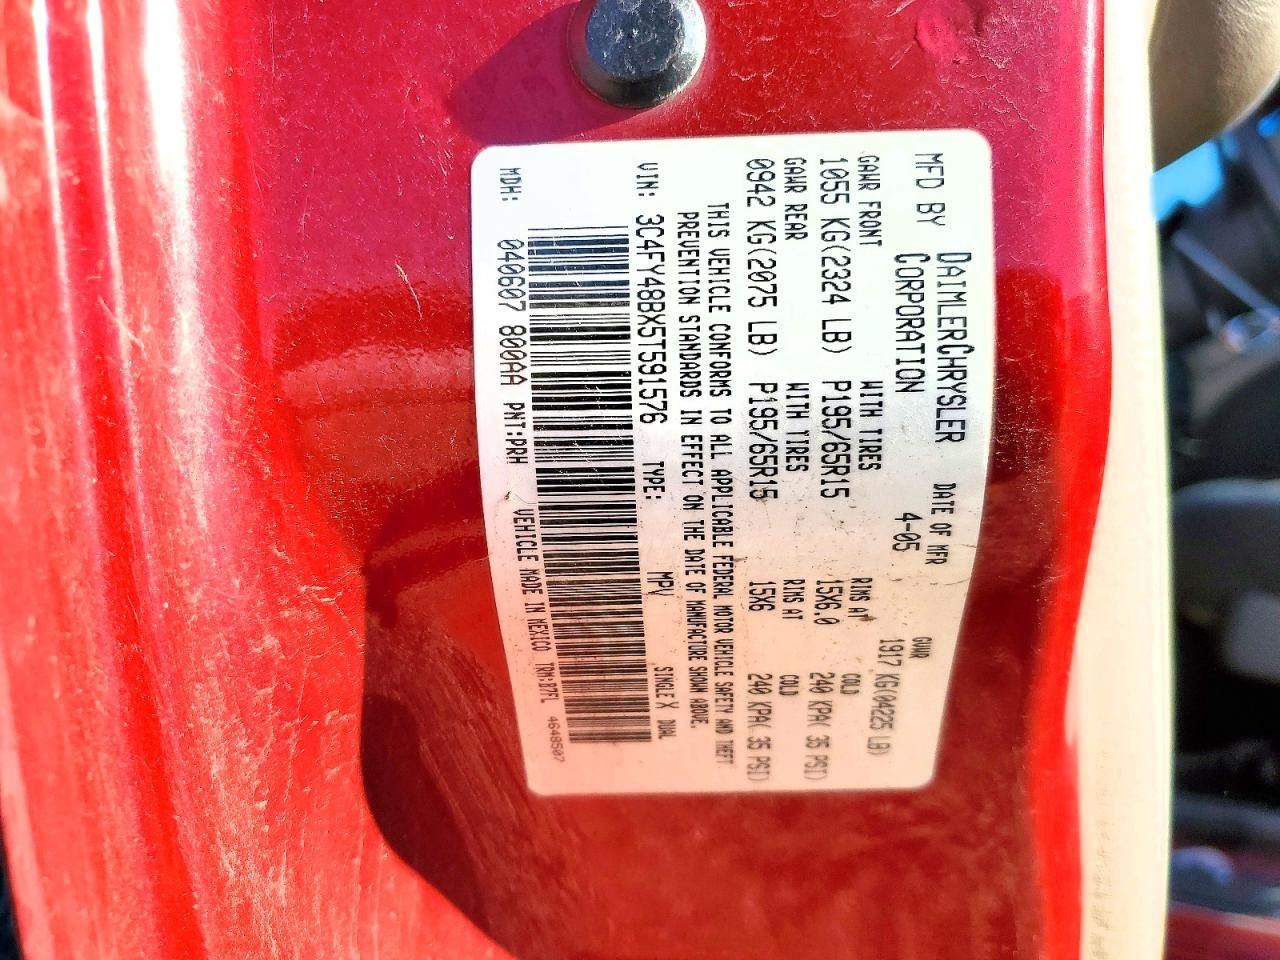 MFD BY DAIMLERCHRYSLER CORPORATION
DATE OF MFR 4-05
GVWR 1917 KG(04225 LB)
GAWR FRONT WITH TIRES RIMS AT COLD
1055 KG(2324 LB) P195/65R15 15X6.0 240 KPA( 35 PSI)
GAWR REAR WITH TIRES RIMS AT COLD
0942 KG(2075 LB) P195/65R15 15X6 240 KPA( 35 PSI)
THIS VEHICLE CONFORMS TO ALL APPLICABLE FEDERAL MOTOR VEHICLE SAFETY AND THEFT
PREVENTION STANDARDS IN EFFECT ON THE DATE OF MANUFACTURE SHOWN ABOVE.
VIN: 3C4FY48BX5T591576 TYPE: MPV SINGLE X DUAL
MDH: 040607 800AA PNT:PRH VEHICLE MADE IN MEXICO TRM:B7FL 4648507